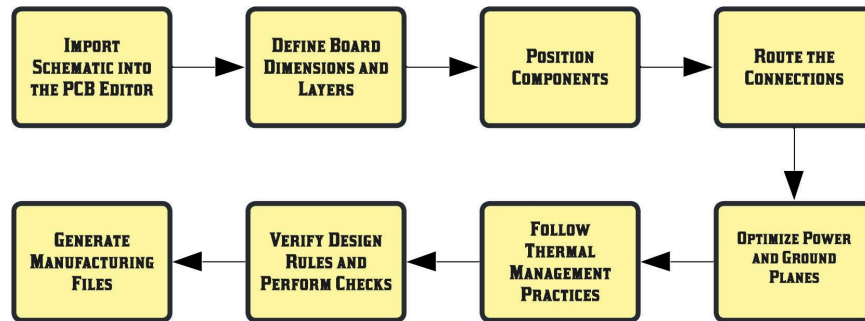 IMPORT
SCHEMATIC INTO
THE PCB EDITOR
DEFINE BOARD
DIMENSIONS AND
LAYERS
POSITION
COMPONENTS
ROUTE THE
CONNECTIONS
OPTIMIZE POWER
AND GROUND
PLANES
FOLLOW
THERMAL
MANAGEMENT
PRACTICES
VERIFY DESIGN
RULES AND
PERFORM CHECKS
GENERATE
MANUFACTURING
FILES